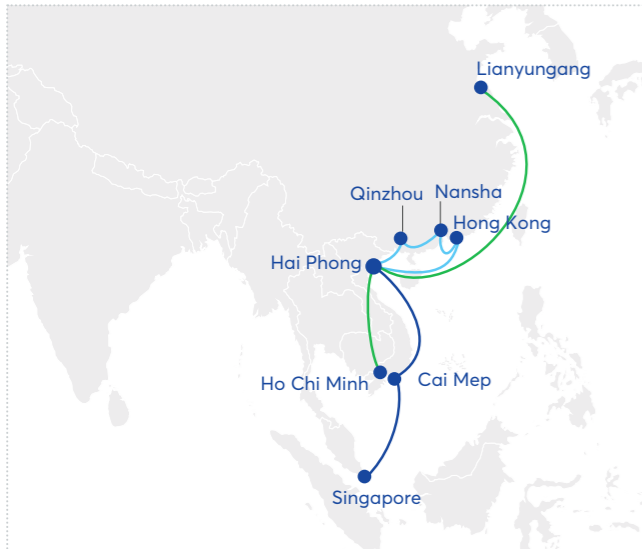 Lianyungang
Qinzhou
Nansha
Hong Kong
Hai Phong
Ho Chi Minh
Cai Mep
Singapore